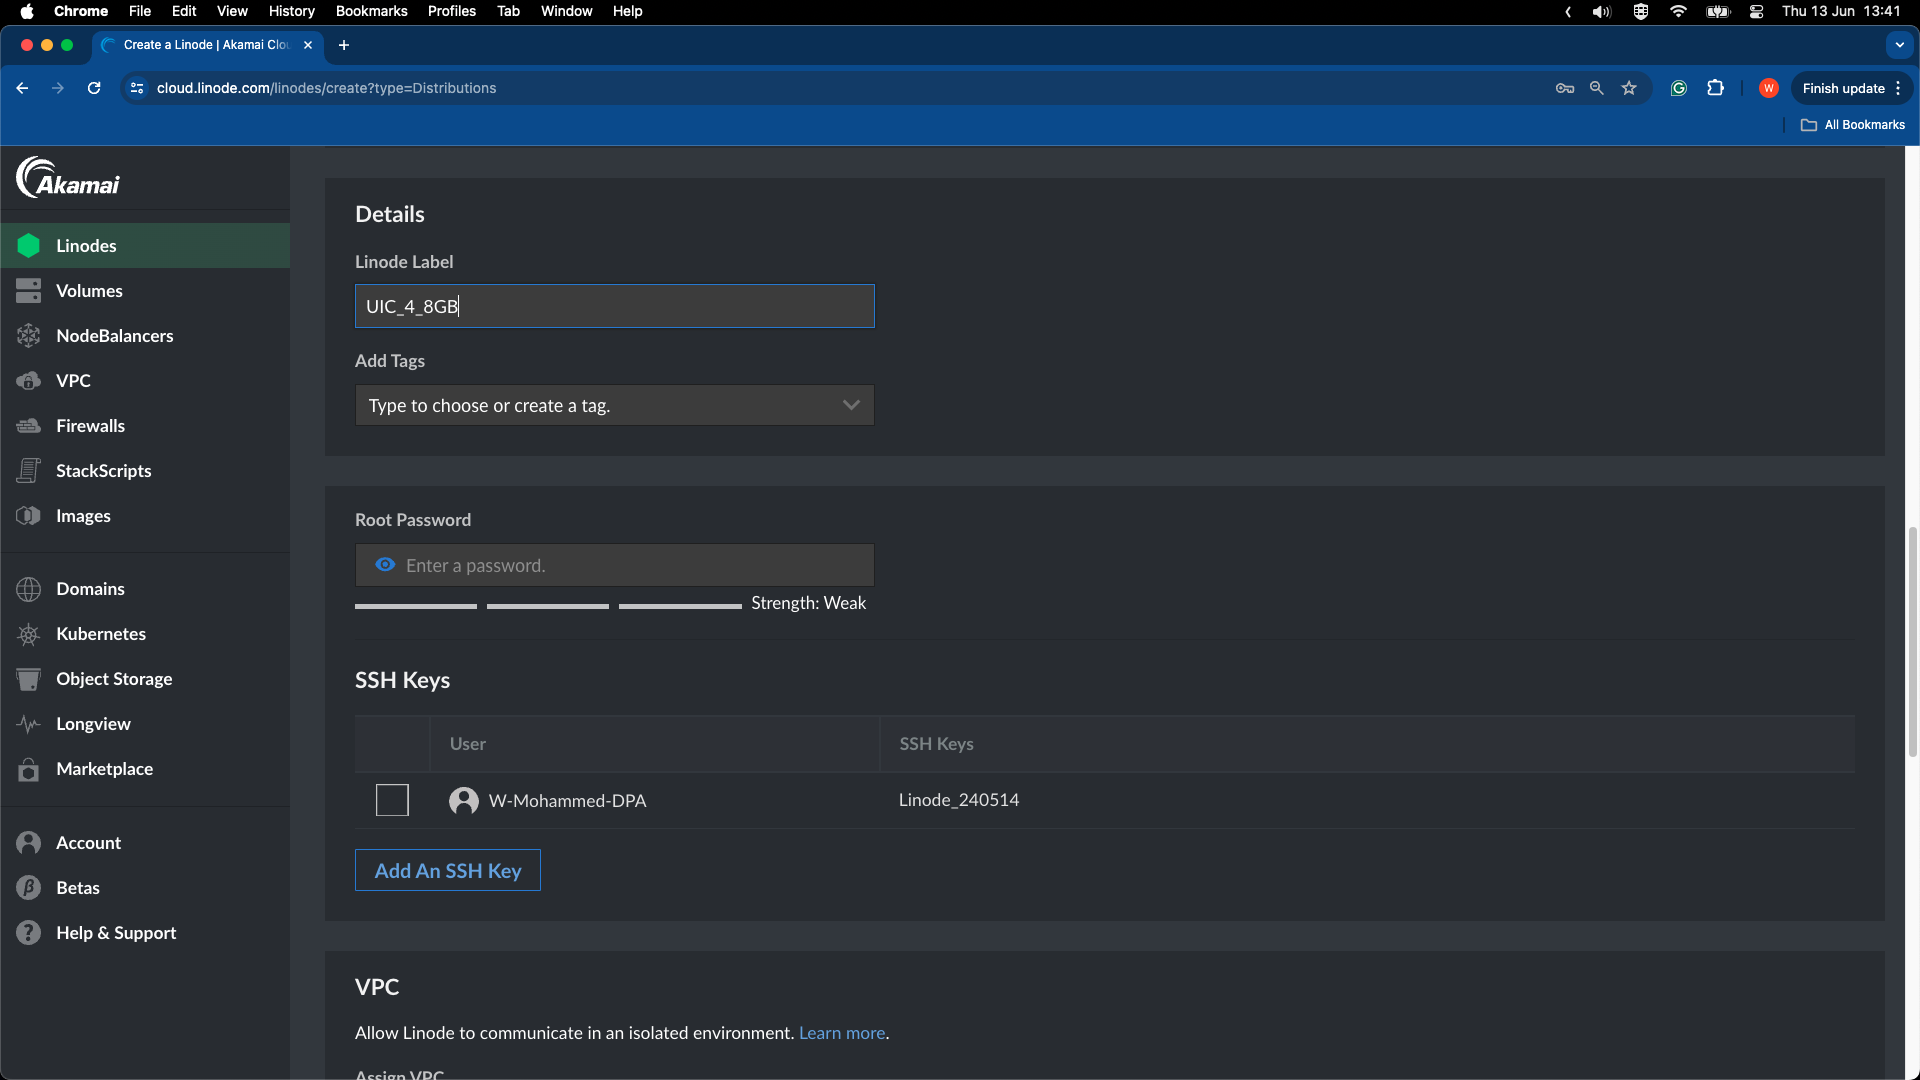 Chrome File Edit View History Bookmarks Profiles Tab Window Help
Thu 13 Jun 13:41
Create a Linode | Akamai Clou
cloud.linode.com/linodes/create?type=Distributions
W
Finish update
All Bookmarks
Akamai
Linodes
Volumes
NodeBalancers
VPC
Firewalls
StackScripts
Images
Domains
Kubernetes
Object Storage
Longview
Marketplace
Account
Betas
Help & Support
Details
Linode Label
UIC_4_8GB
Add Tags
Type to choose or create a tag.
Root Password
Enter a password.
Strength: Weak
SSH Keys
User SSH Keys
W-Mohammed-DPA Linode_240514
Add An SSH Key
VPC
Allow Linode to communicate in an isolated environment. Learn more.
Assign VPC